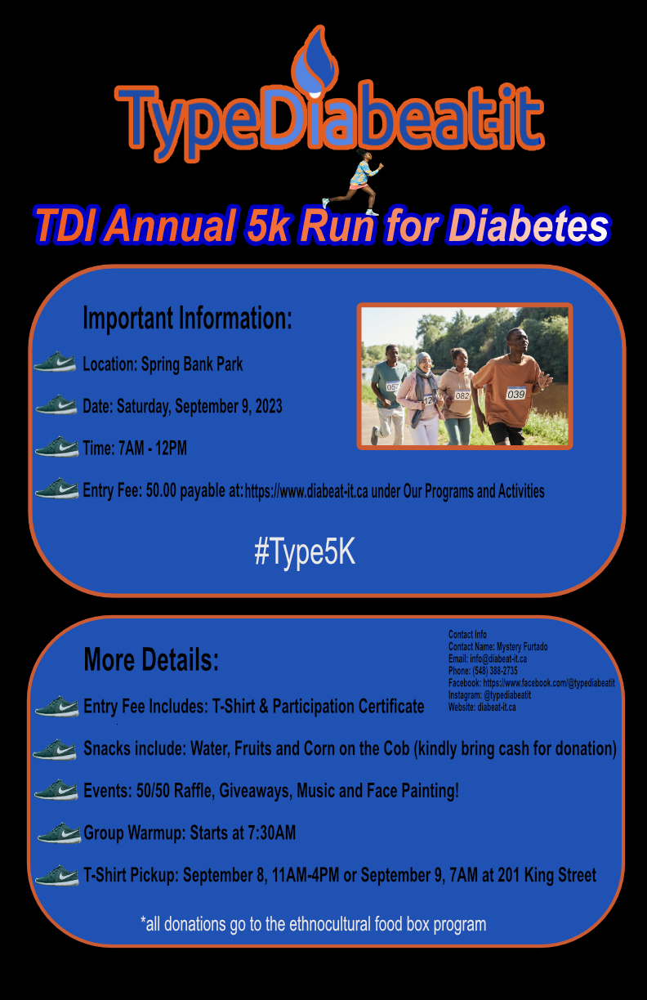 TypeDiabeat-it
TDI Annual 5k Run for Diabetes
Important Information:
Location: Spring Bank Park
Date: Saturday, September 9, 2023
Time: 7AM - 12PM
Entry Fee: 50.00 payable at:https://www.diabeat-it.ca under Our Programs and Activities
057
12
082
039
#Type5K
Contact Info
Contact Name: Mystery Furtado
Email: info@diabeat-it.ca
Phone: (548) 388-2735
Facebook: https://www.facebook.com/@typediabeatit
Instagram: @typediabeatit
Website: diabeat-it.ca
More Details:
Entry Fee Includes: T-Shirt & Participation Certificate
Snacks include: Water, Fruits and Corn on the Cob (kindly bring cash for donation)
Events: 50/50 Raffle, Giveaways, Music and Face Painting!
Group Warmup: Starts at 7:30AM
T-Shirt Pickup: September 8, 11AM-4PM or September 9, 7AM at 201 King Street
*all donations go to the ethnocultural food box program